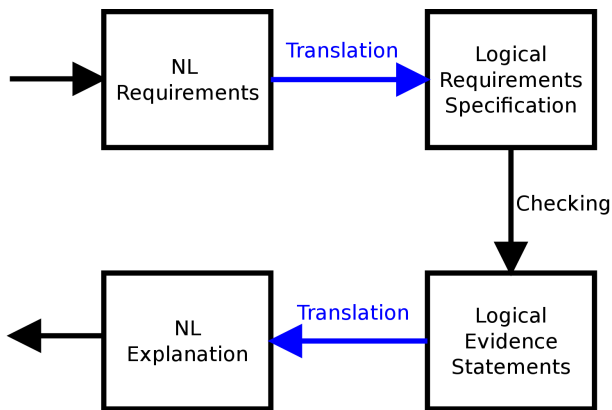 NL
Requirements
Translation
Logical
Requirements
Specification
Checking
NL
Explanation
Translation
Logical
Evidence
Statements